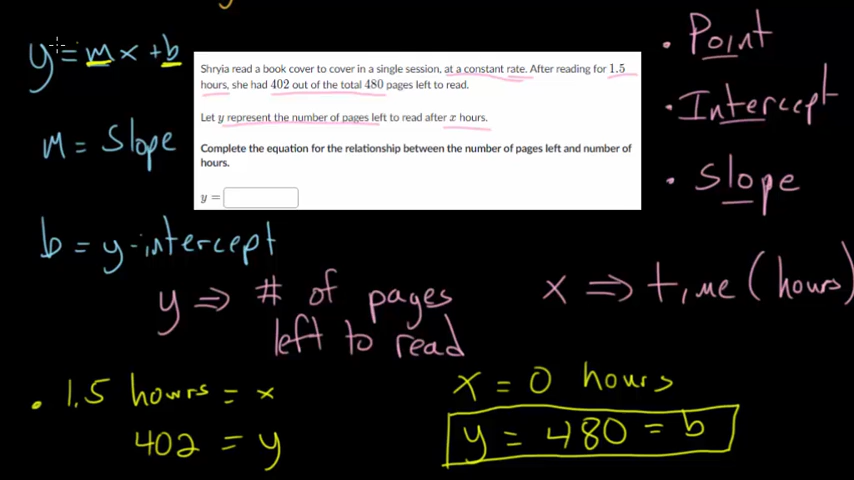 y = mx + b
• Point
Shryia read a book cover to cover in a single session, at a constant rate. After reading for 1.5
hours, she had 402 out of the total 480 pages left to read.
Let y represent the number of pages left to read after x hours.
Complete the equation for the relationship between the number of pages left and number of
hours.
y =
• Intercept
m = Slope
• Slope
b = y-intercept
y ⇒ # of pages
left to read
x ⇒ time (hours)
• 1.5 hours = x
402 = y
x = 0 hours
y = 480 = b